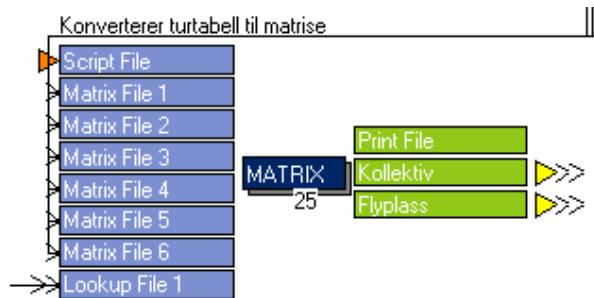 Konverterer turtabell til matrise
Script File
Matrix File 1
Matrix File 2
Matrix File 3
Matrix File 4
Matrix File 5
Matrix File 6
Lookup File 1
MATRIX
25
Print File
Kollektiv
Flyplass